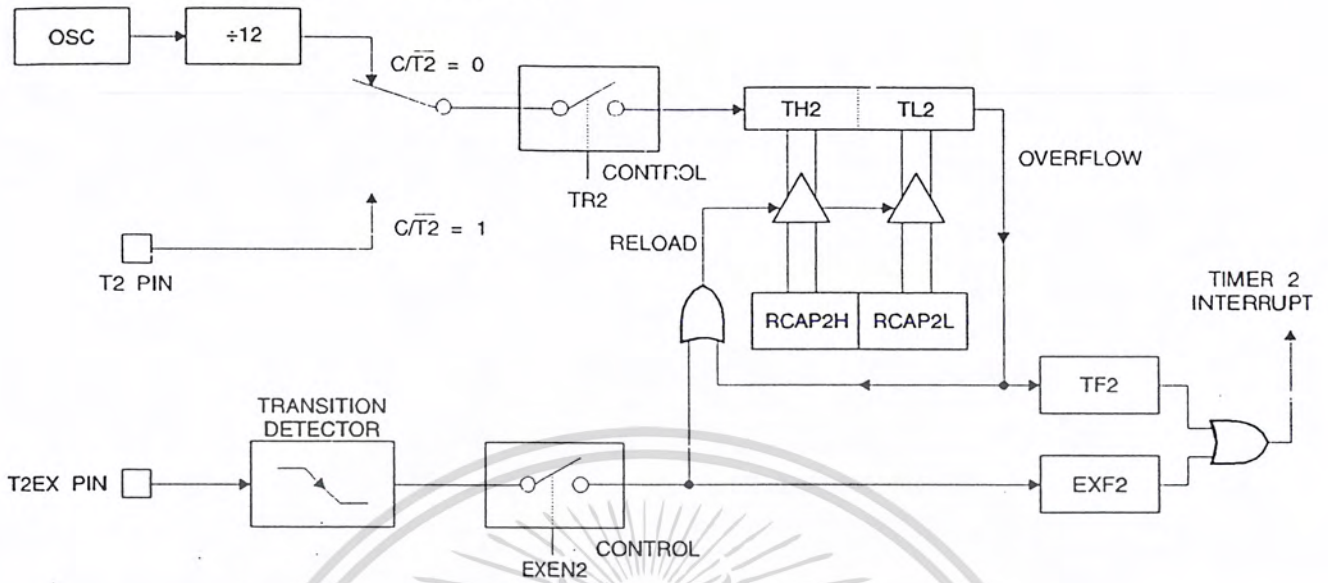 OSC
÷12
C/T2̅ = 0
TH2
TL2
OVERFLOW
CONTROL
TR2
C/T2̅ = 1
T2 PIN
RELOAD
RCAP2H
RCAP2L
TIMER 2
INTERRUPT
TF2
TRANSITION
DETECTOR
T2EX PIN
EXF2
CONTROL
EXEN2